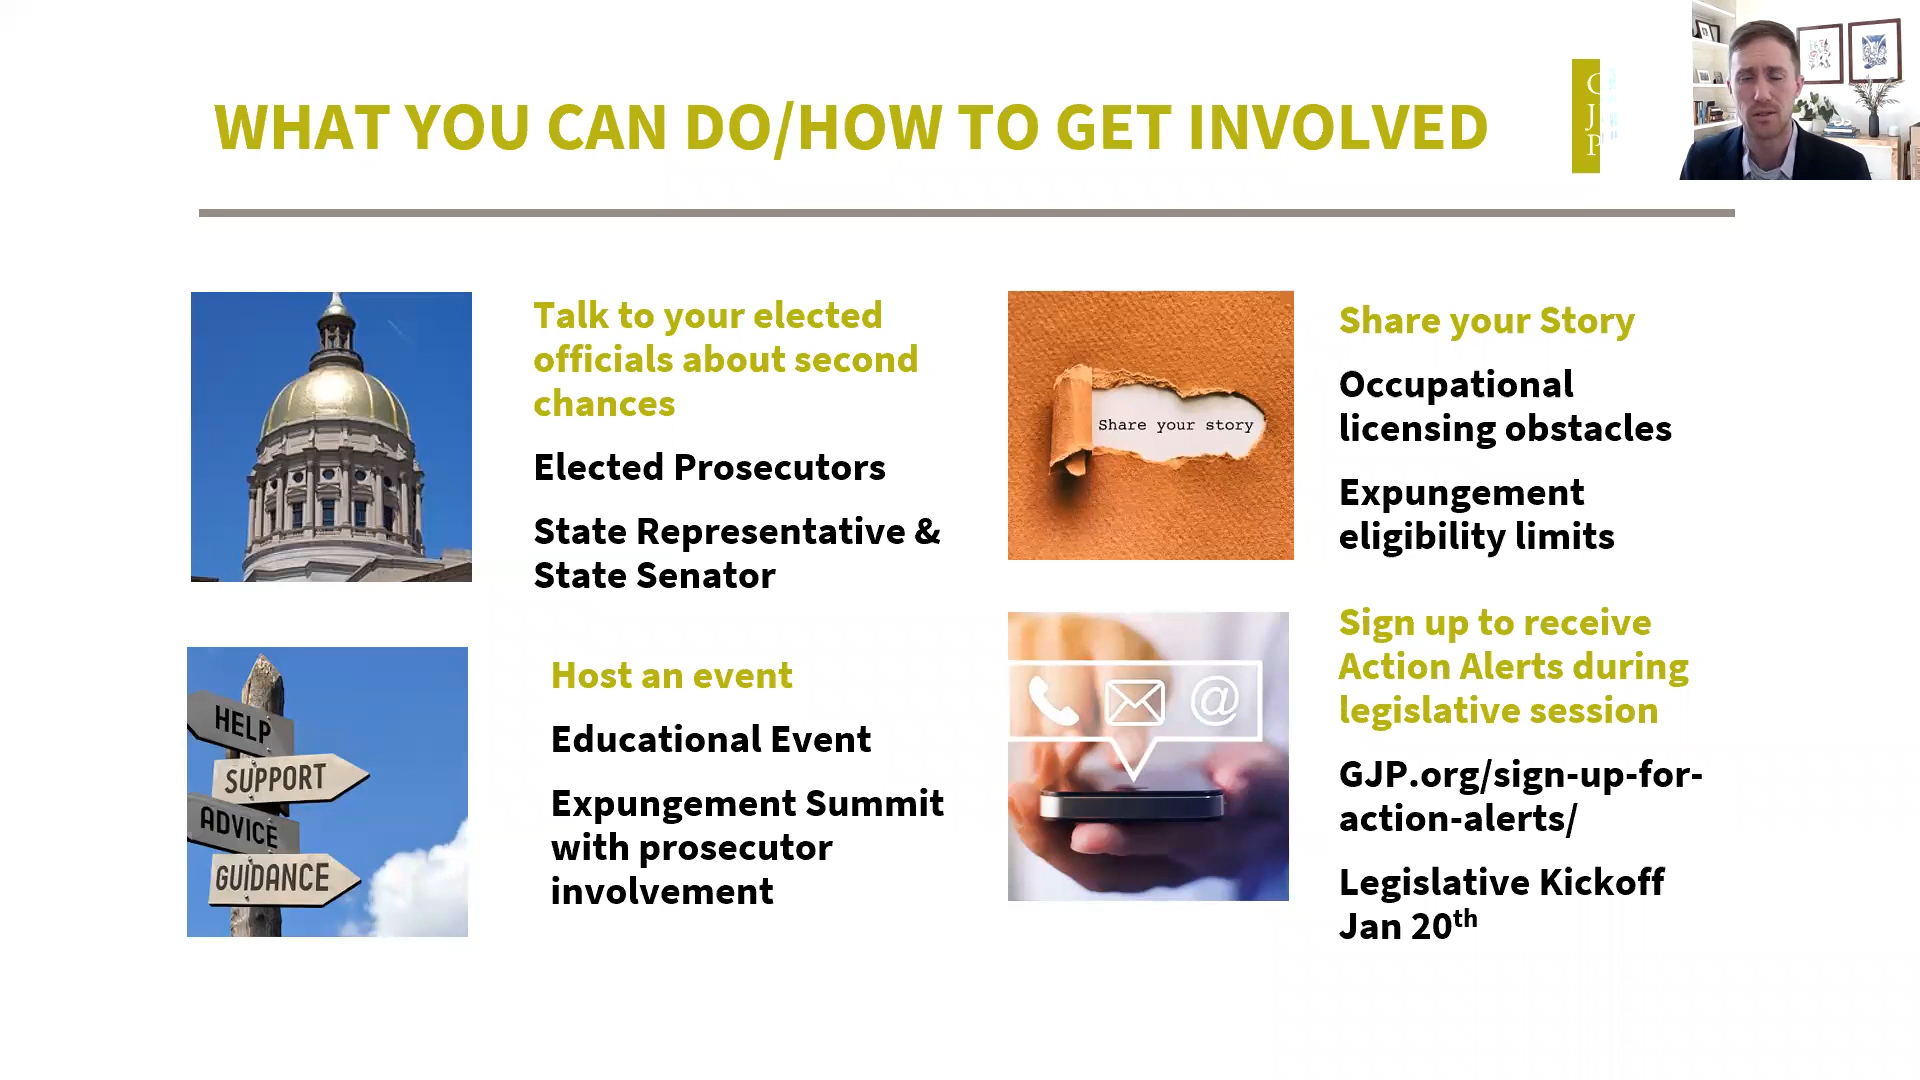 WHAT YOU CAN DO/HOW TO GET INVOLVED
J
P
Talk to your elected
officials about second
chances
Elected Prosecutors
State Representative &
State Senator
Share your story
Share your Story
Occupational
licensing obstacles
Expungement
eligibility limits
HELP
SUPPORT
ADVICE
GUIDANCE
Host an event
Educational Event
Expungement Summit
with prosecutor
involvement
@
Sign up to receive
Action Alerts during
legislative session
GJP.org/sign-up-for-
action-alerts/
Legislative Kickoff
Jan 20th